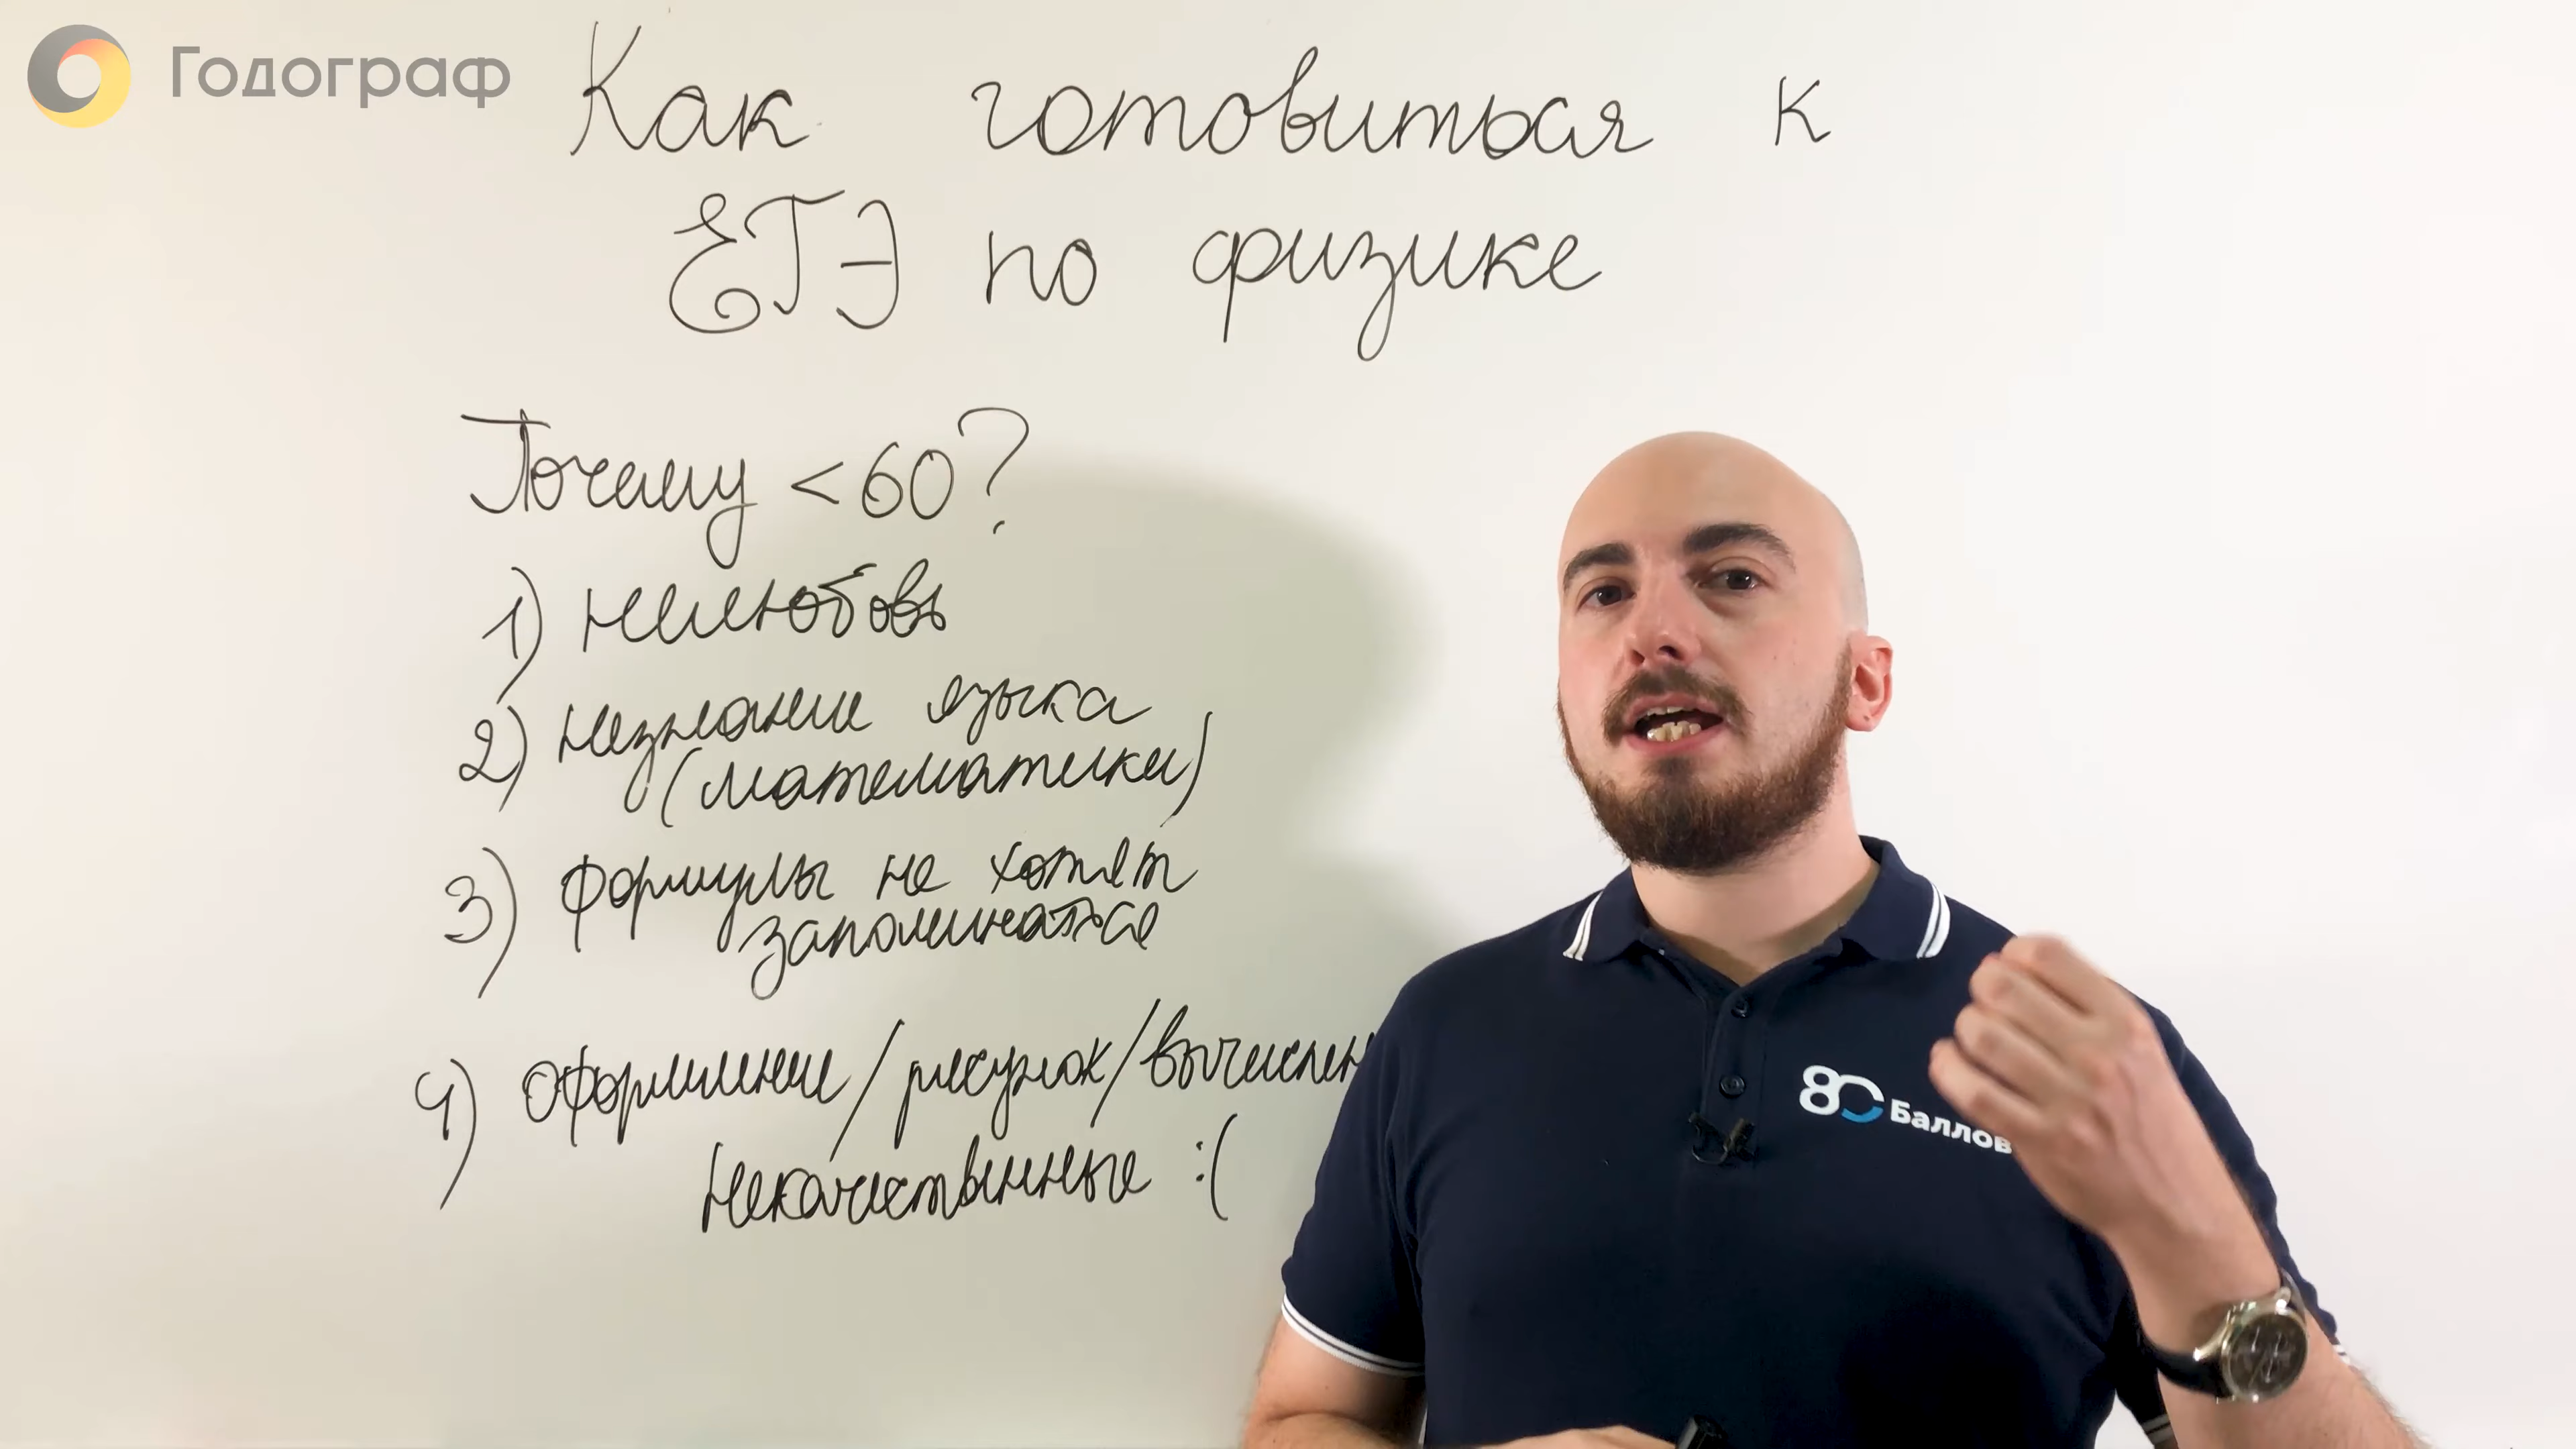 Годограф
Как готовиться к
ЕГЭ по физике
Почему <60?
1) нелюбовь
2) незнание языка
(математики)
3) формулы не хотят
запоминаться
4) оформление/рисунок/вычислен
некачественные :(
80 Баллов